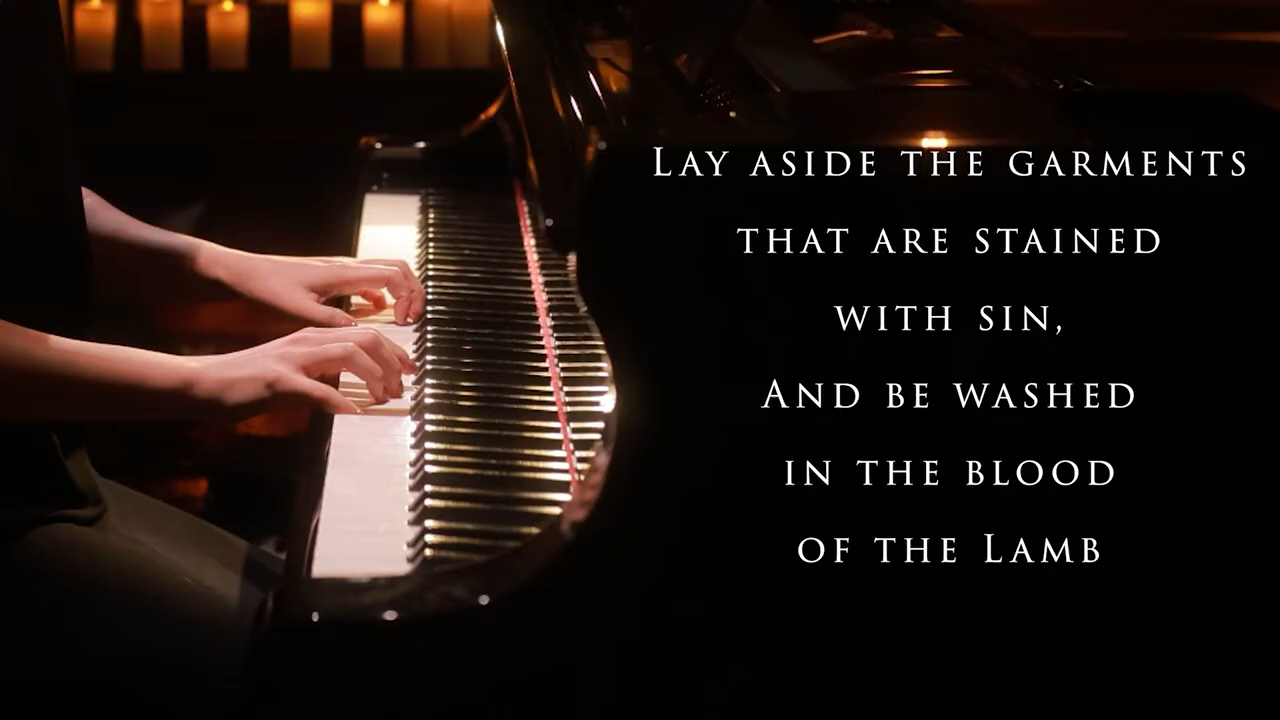 Lay aside the garments
that are stained
with sin,
And be washed
in the blood
of the Lamb